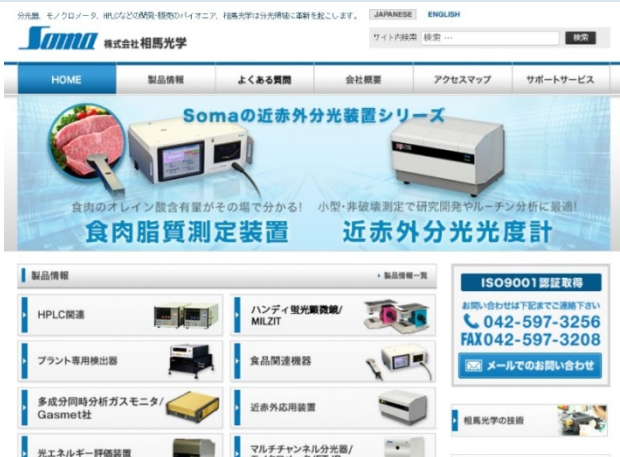 分光器、モノクロメータ、HPLCなどの開発・販売のパイオニア、相馬光学は分光領域に革新を起こします。
JAPANESE ENGLISH
Soma 株式会社 相馬光学
サイト内検索 検索 … 検索
HOME 製品情報 よくある質問 会社概要 アクセスマップ サポートサービス
Somaの近赤外分光装置シリーズ
食肉のオレイン酸含有量がその場で分かる!
食肉脂質測定装置
小型・非破壊測定で研究開発やルーチン分析に最適!
近赤外分光光度計
製品情報
製品情報一覧
HPLC関連
ハンディ蛍光顕微鏡/
MILZIT
プラント専用検出器
食品関連機器
多成分同時分析ガスモニタ/
Gasmet社
近赤外応用装置
光エネルギー評価装置
マルチチャンネル分光器/
ISO9001認証取得
お問い合わせは下記までご連絡下さい
042-597-3256
FAX 042-597-3208
メールでのお問い合わせ
相馬光学の技術